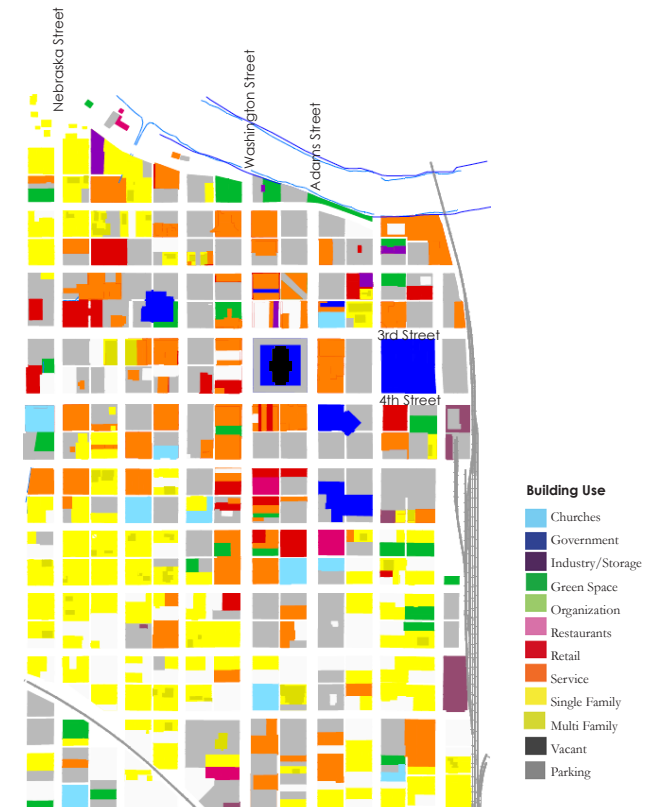 Nebraska Street
Washington Street
Adams Street
3rd Street
4th Street
Building Use
Churches
Government
Industry/Storage
Green Space
Organization
Restaurants
Retail
Service
Single Family
Multi Family
Vacant
Parking